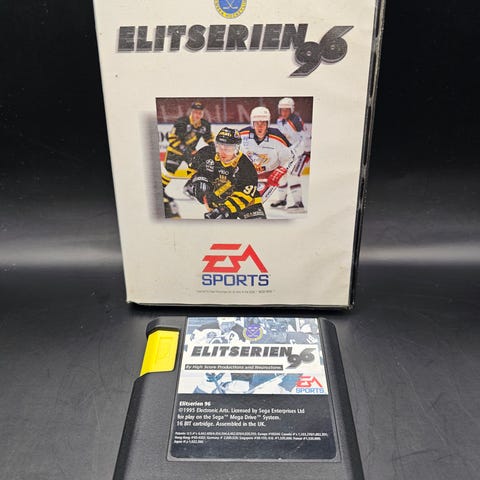 ELITSERIEN 96
EA
SPORTS
ELITSERIEN 96
By High Score Productions and Neurostone.
EA
SPORTS
Elitserien 96
©1995 Electronic Arts. Licensed by Sega Enterprises Ltd
for play on the Sega™ Mega Drive™ System.
16 BIT cartridge. Assembled in the UK.